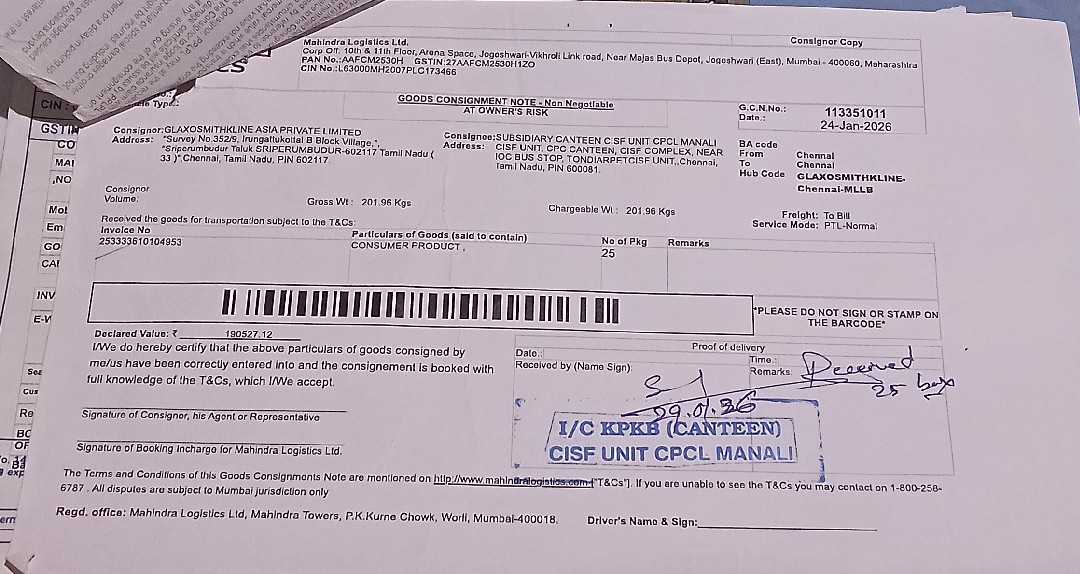 Mahindra Logistics Ltd.
Consignor Copy
Corp Off: 10th & 11th Floor, Arena Space, Jogeshwari-Vikhroli Link road, Near Majas Bus Depot, Jogeshwari (East), Mumbai - 400060, Maharashtra
PAN No.:AAFCM2530H GSTIN:27AAFCM2530H1ZO
CIN No.:L63000MH2007PLC173466
GOODS CONSIGNMENT NOTE - Non Negotiable
AT OWNER'S RISK
G.C.N.No.: 113351011
Date.: 24-Jan-2026
Consignor:GLAXOSMITHKLINE ASIA PRIVATE LIMITED
Address: "Survey No.352/9, Irungattukottai B Block Village,",
"Sriperumbudur Taluk SRIPERUMBUDUR-602117 Tamil Nadu (
33 )",Chennai, Tamil Nadu, PIN 602117.
Consignee:SUBSIDIARY CANTEEN CISF UNIT CPCL MANALI
Address: CISF UNIT, CPC CANTEEN, CISF COMPLEX, NEAR
IOC BUS STOP, TONDIARPETCISF UNIT,,Chennai,
Tamil Nadu, PIN 600081.
BA code
From Chennai
To Chennai
Hub Code GLAXOSMITHKLINE-
Chennai-MLLB
Consignor
Volume:
Gross Wt : 201.96 Kgs
Chargeable Wt : 201.96 Kgs
Freight: To Bill
Service Mode: PTL-Normal
Received the goods for transportation subject to the T&Cs:
Invoice No Particulars of Goods (said to contain) No of Pkg Remarks
253333610104953 CONSUMER PRODUCT , 25
*PLEASE DO NOT SIGN OR STAMP ON
THE BARCODE*
Declared Value: ₹ 190527.12
I/We do hereby certify that the above particulars of goods consigned by
me/us have been correctly entered into and the consignement is booked with
full knowledge of the T&Cs, which I/We accept.
Proof of delivery
Date.:
Time.:
Received by (Name Sign):
Remarks:
Received
25 box
29.01.26
I/C KPKB (CANTEEN)
CISF UNIT CPCL MANALI
Signature of Consignor, his Agent or Representative
Signature of Booking Incharge for Mahindra Logistics Ltd.
The Terms and Conditions of this Goods Consignments Note are mentioned on http://www.mahindralogistics.com ["T&Cs"]. If you are unable to see the T&Cs you may contact on 1-800-258-
6787 . All disputes are subject to Mumbai jurisdiction only
Regd. office: Mahindra Logistics Ltd, Mahindra Towers, P.K.Kurne Chowk, Worli, Mumbai-400018.
Driver's Name & Sign:
CIN :
GSTIN
CO
MAI
Mob
Em
GO
INV
E-W
Sea
Cus
Re